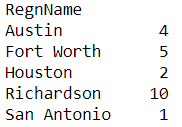 RegnName
Austin 4
Fort Worth 5
Houston 2
Richardson 10
San Antonio 1